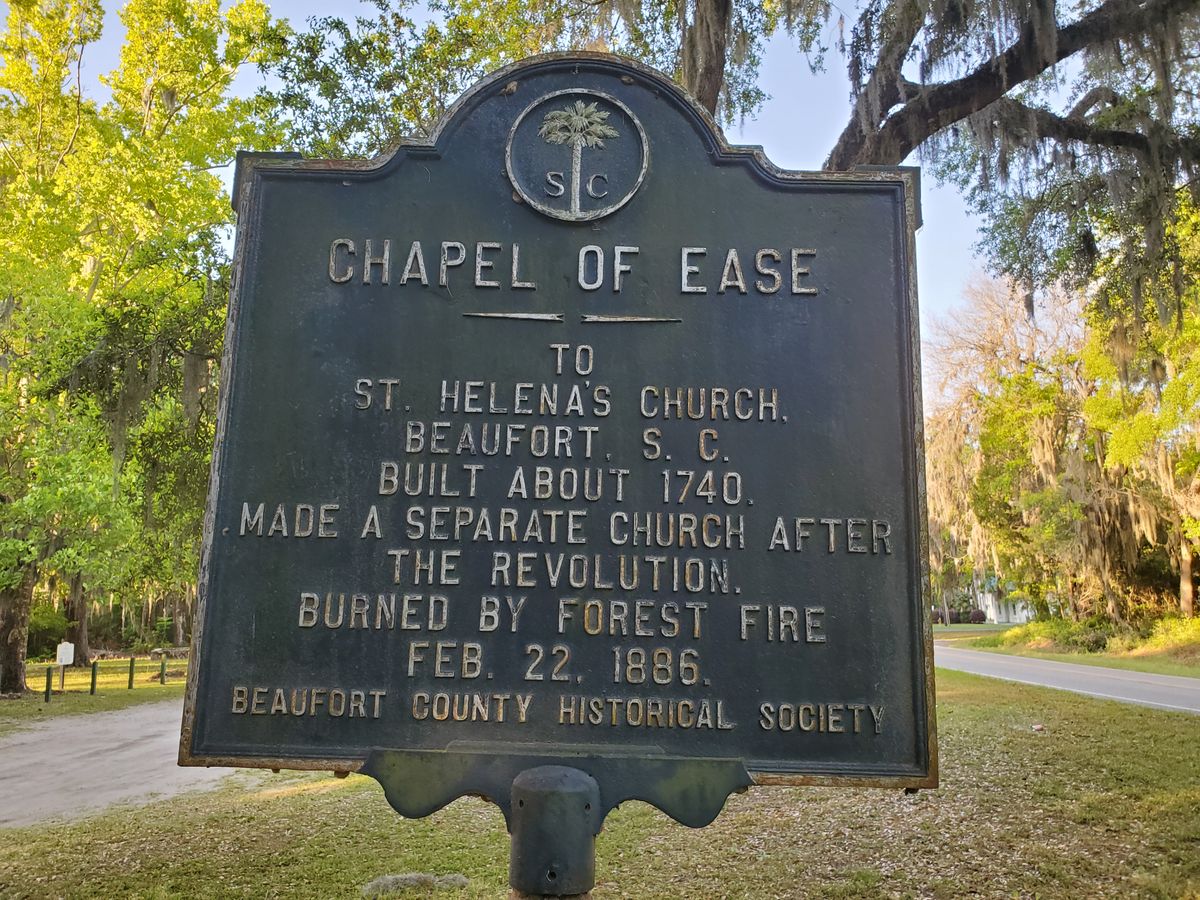 S C
CHAPEL OF EASE
TO
ST. HELENA'S CHURCH,
BEAUFORT, S. C.
BUILT ABOUT 1740.
MADE A SEPARATE CHURCH AFTER
THE REVOLUTION.
BURNED BY FOREST FIRE
FEB. 22, 1886.
BEAUFORT COUNTY HISTORICAL SOCIETY